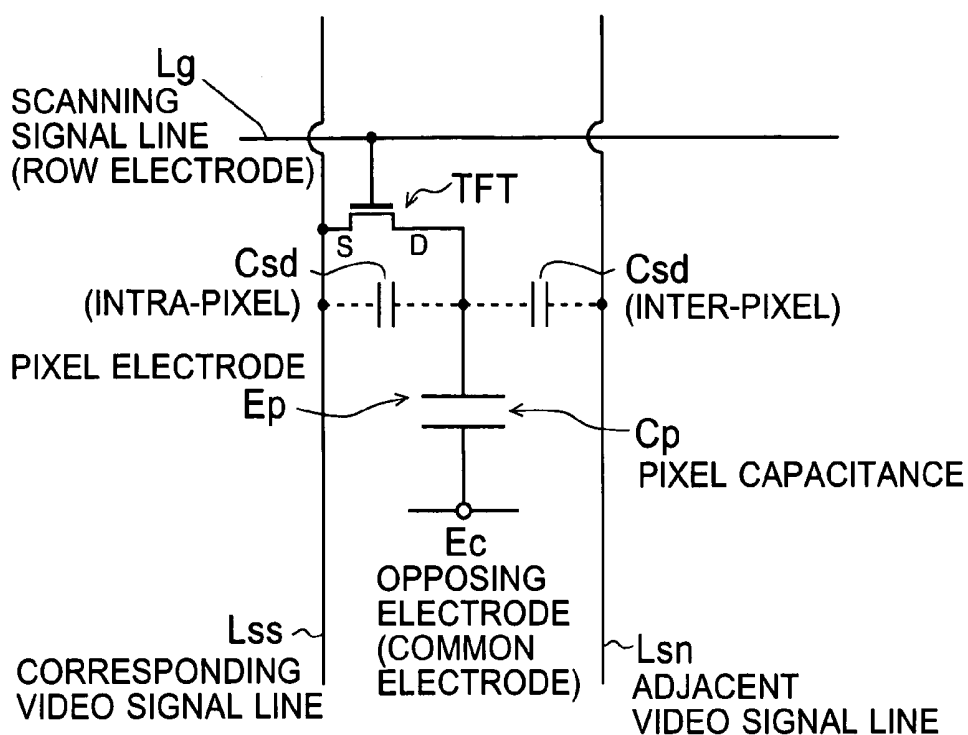 Lg
SCANNING
SIGNAL LINE
(ROW ELECTRODE)
TFT
S
D
Csd
(INTRA-PIXEL)
Csd
(INTER-PIXEL)
PIXEL ELECTRODE
Ep
Cp
PIXEL CAPACITANCE
Ec
OPPOSING
ELECTRODE
(COMMON
ELECTRODE)
Lss
CORRESPONDING
VIDEO SIGNAL LINE
Lsn
ADJACENT
VIDEO SIGNAL LINE